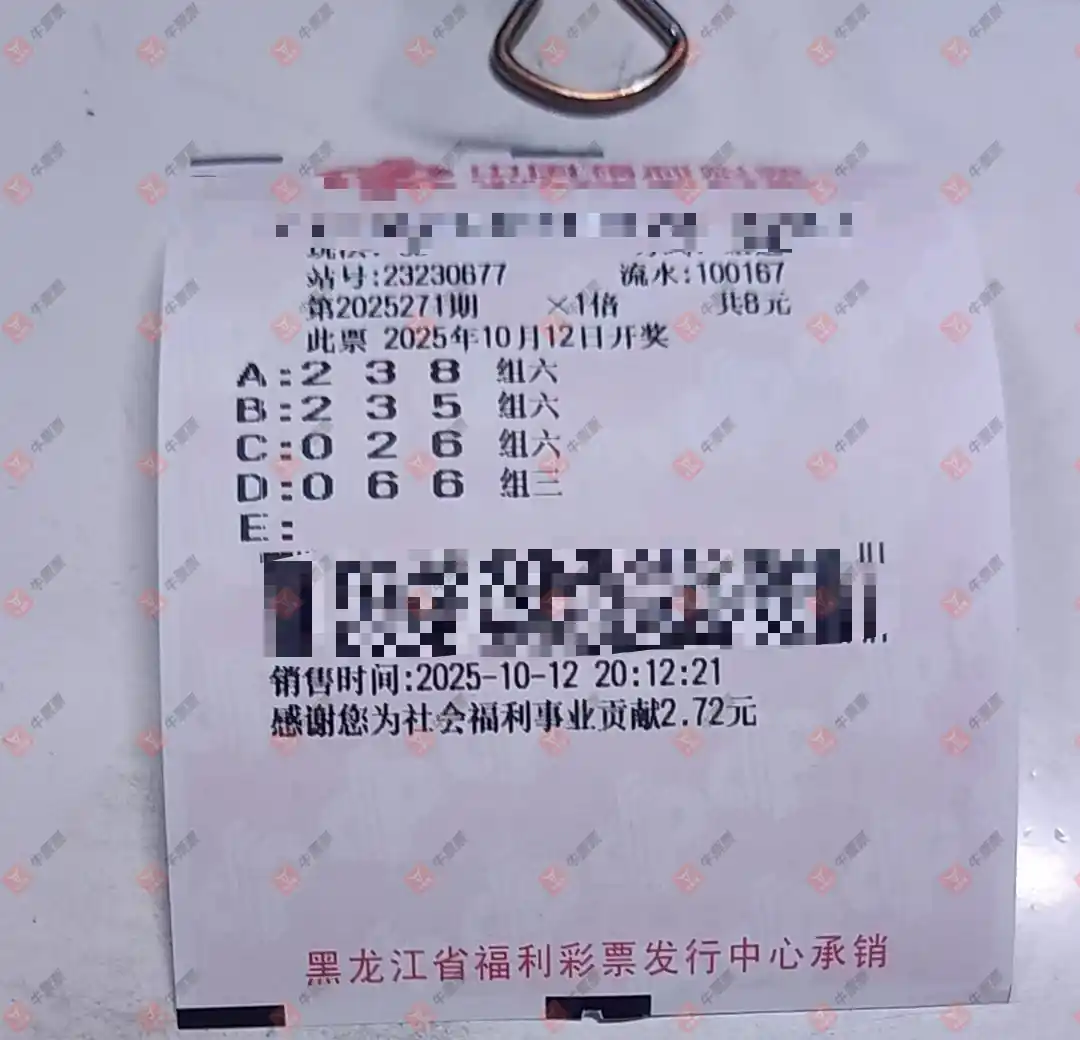 站号:23230677 流水:100167
第2025271期 ×1倍 共8元
此票 2025年10月12日开奖
A:2 3 8 组六
B:2 3 5 组六
C:0 2 6 组六
D:0 6 6 组三
E:
销售时间:2025-10-12 20:12:21
感谢您为社会福利事业贡献2.72元
黑龙江省福利彩票发行中心承销